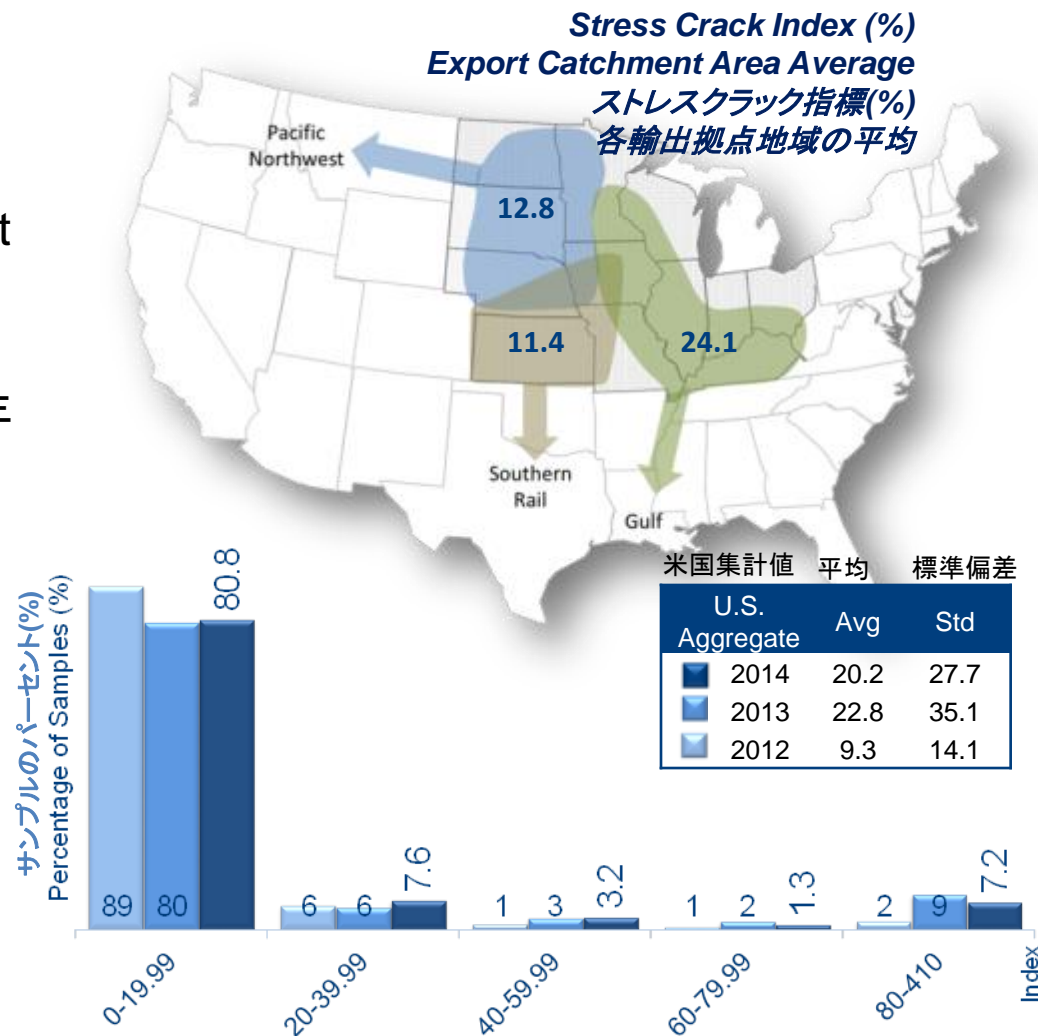 Stress Crack Index (%)
Export Catchment Area Average
ストレスクラック指標(%)
各輸出拠点地域の平均
Pacific
Northwest
12.8
11.4
24.1
Southern
Rail
Gulf
t
米国集計値 平均 標準偏差
U.S. Aggregate Avg Std
2014 20.2 27.7
2013 22.8 35.1
2012 9.3 14.1
サンプルのパーセント(%)
Percentage of Samples (%)
89 80 80.8
6 6 7.6
1 3 3.2
1 2 1.3
2 9 7.2
0-19.99
20-39.99
40-59.99
60-79.99
80-410
Index